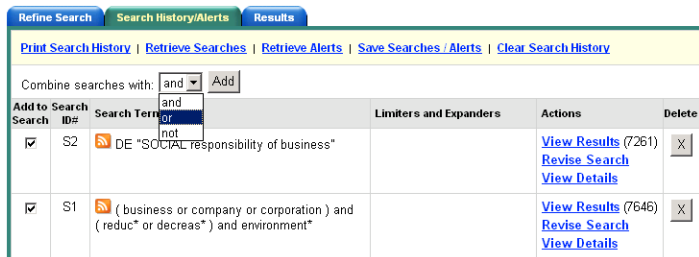 Refine Search Search History/Alerts Results
Print Search History | Retrieve Searches | Retrieve Alerts | Save Searches / Alerts | Clear Search History
Combine searches with: and Add
and
or
not
Add to Search Search ID# Search Term Limiters and Expanders Actions Delete
S2 DE "SOCIAL responsibility of business" View Results (7261) X
Revise Search
View Details
S1 ( business or company or corporation ) and View Results (7646) X
( reduc* or decreas* ) and environment* Revise Search
View Details